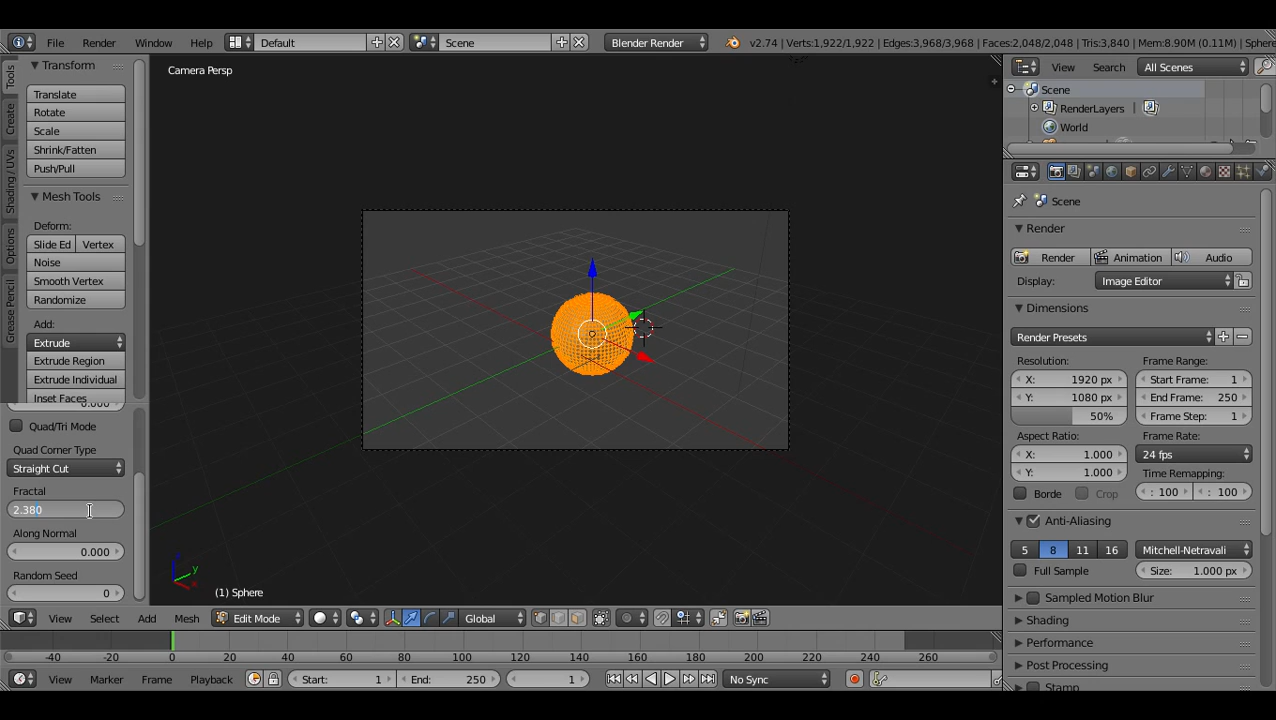 File Render Window Help Default Scene Blender Render v2.74 | Verts:1,922/1,922 | Edges:3,968/3,968 | Faces:2,048/2,048 | Tris:3,840 | Mem:8.90M (0.11M) | Sphere
Tools
Create
Shading / UVs
Options
Grease Pencil
Transform
Translate
Rotate
Scale
Shrink/Fatten
Push/Pull
Mesh Tools
Deform:
Slide Ed Vertex
Noise
Smooth Vertex
Randomize
Add:
Extrude
Extrude Region
Extrude Individual
Inset Faces
0.000
Quad/Tri Mode
Quad Corner Type
Straight Cut
Fractal
2.380
Along Normal
0.000
Random Seed
0
Camera Persp
z
y
x
(1) Sphere
View Select Add Mesh Edit Mode Global
-40 -20 0 20 40 60 80 100 120 140 160 180 200 220 240 260
View Marker Frame Playback Start: 1 End: 250 1 No Sync
View Search All Scenes
Scene
RenderLayers
World
Scene
Render
Render Animation Audio
Display: Image Editor
Dimensions
Render Presets
Resolution: Frame Range:
X: 1920 px Start Frame: 1
Y: 1080 px End Frame: 250
50% Frame Step: 1
Aspect Ratio: Frame Rate:
X: 1.000 24 fps
Y: 1.000 Time Remapping:
Borde Crop : 100 : 100
Anti-Aliasing
5 8 11 16 Mitchell-Netravali
Full Sample Size: 1.000 px
Sampled Motion Blur
Shading
Performance
Post Processing
Stamp